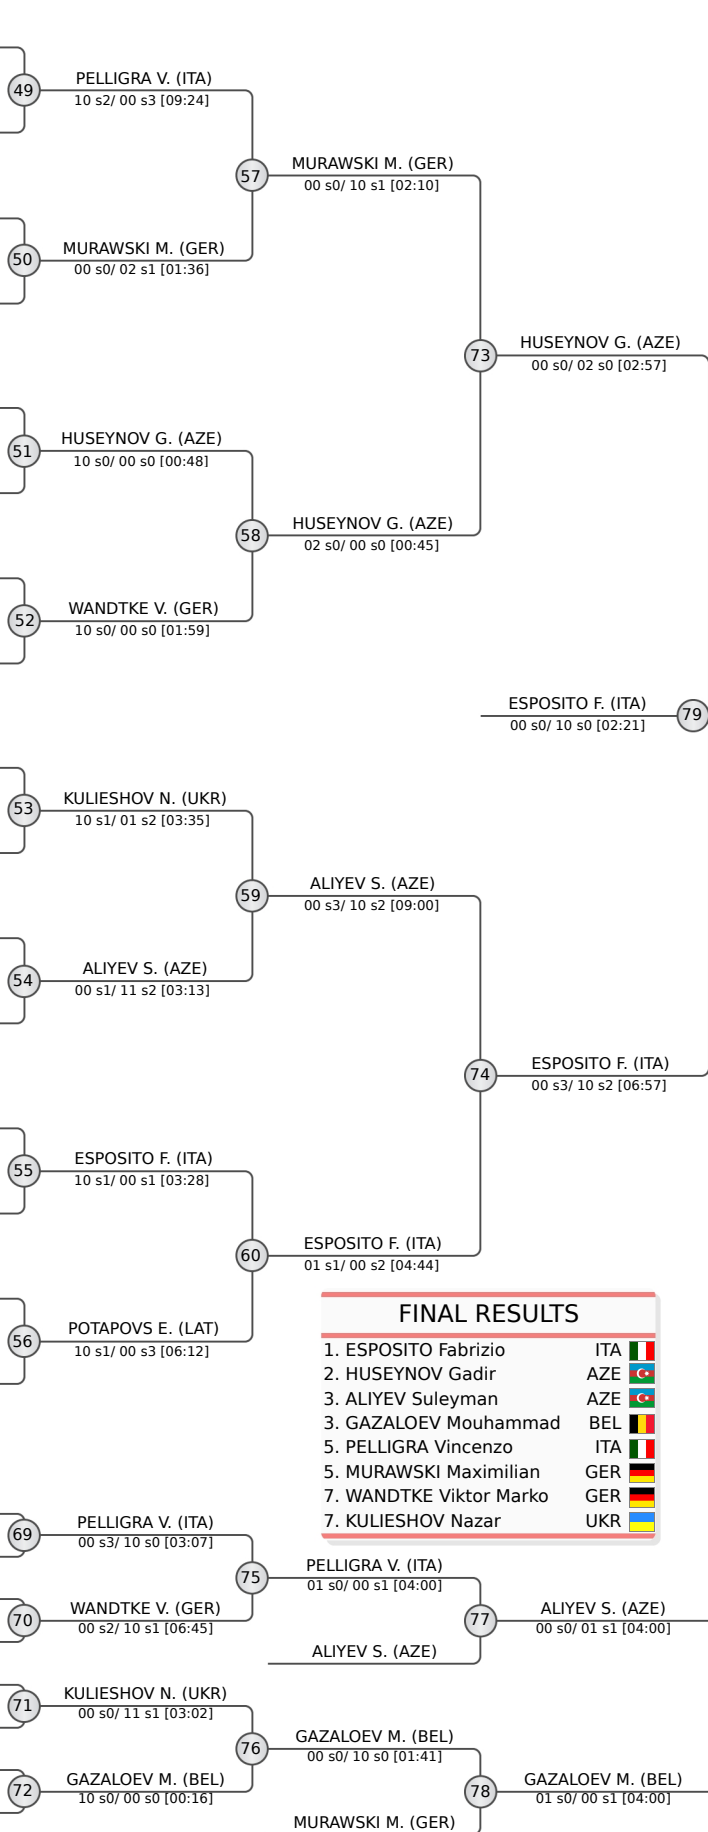 PELLIGRA V. (ITA)
49
10 s2/ 00 s3 [09:24]
MURAWSKI M. (GER)
57
00 s0/ 10 s1 [02:10]
MURAWSKI M. (GER)
50
00 s0/ 02 s1 [01:36]
HUSEYNOV G. (AZE)
73
00 s0/ 02 s0 [02:57]
HUSEYNOV G. (AZE)
51
10 s0/ 00 s0 [00:48]
HUSEYNOV G. (AZE)
58
02 s0/ 00 s0 [00:45]
WANDTKE V. (GER)
52
10 s0/ 00 s0 [01:59]
ESPOSITO F. (ITA)
79
00 s0/ 10 s0 [02:21]
KULIESHOV N. (UKR)
53
10 s1/ 01 s2 [03:35]
ALIYEV S. (AZE)
59
00 s3/ 10 s2 [09:00]
ALIYEV S. (AZE)
54
00 s1/ 11 s2 [03:13]
ESPOSITO F. (ITA)
74
00 s3/ 10 s2 [06:57]
ESPOSITO F. (ITA)
55
10 s1/ 00 s1 [03:28]
ESPOSITO F. (ITA)
60
01 s1/ 00 s2 [04:44]
POTAPOVS E. (LAT)
56
10 s1/ 00 s3 [06:12]
FINAL RESULTS
1. ESPOSITO Fabrizio ITA
2. HUSEYNOV Gadir AZE
3. ALIYEV Suleyman AZE
3. GAZALOEV Mouhammad BEL
5. PELLIGRA Vincenzo ITA
5. MURAWSKI Maximilian GER
7. WANDTKE Viktor Marko GER
7. KULIESHOV Nazar UKR
PELLIGRA V. (ITA)
69
00 s3/ 10 s0 [03:07]
PELLIGRA V. (ITA)
75
01 s0/ 00 s1 [04:00]
WANDTKE V. (GER)
70
00 s2/ 10 s1 [06:45]
ALIYEV S. (AZE)
77
00 s0/ 01 s1 [04:00]
ALIYEV S. (AZE)
KULIESHOV N. (UKR)
71
00 s0/ 11 s1 [03:02]
GAZALOEV M. (BEL)
76
00 s0/ 10 s0 [01:41]
GAZALOEV M. (BEL)
72
10 s0/ 00 s0 [00:16]
GAZALOEV M. (BEL)
78
01 s0/ 00 s1 [04:00]
MURAWSKI M. (GER)